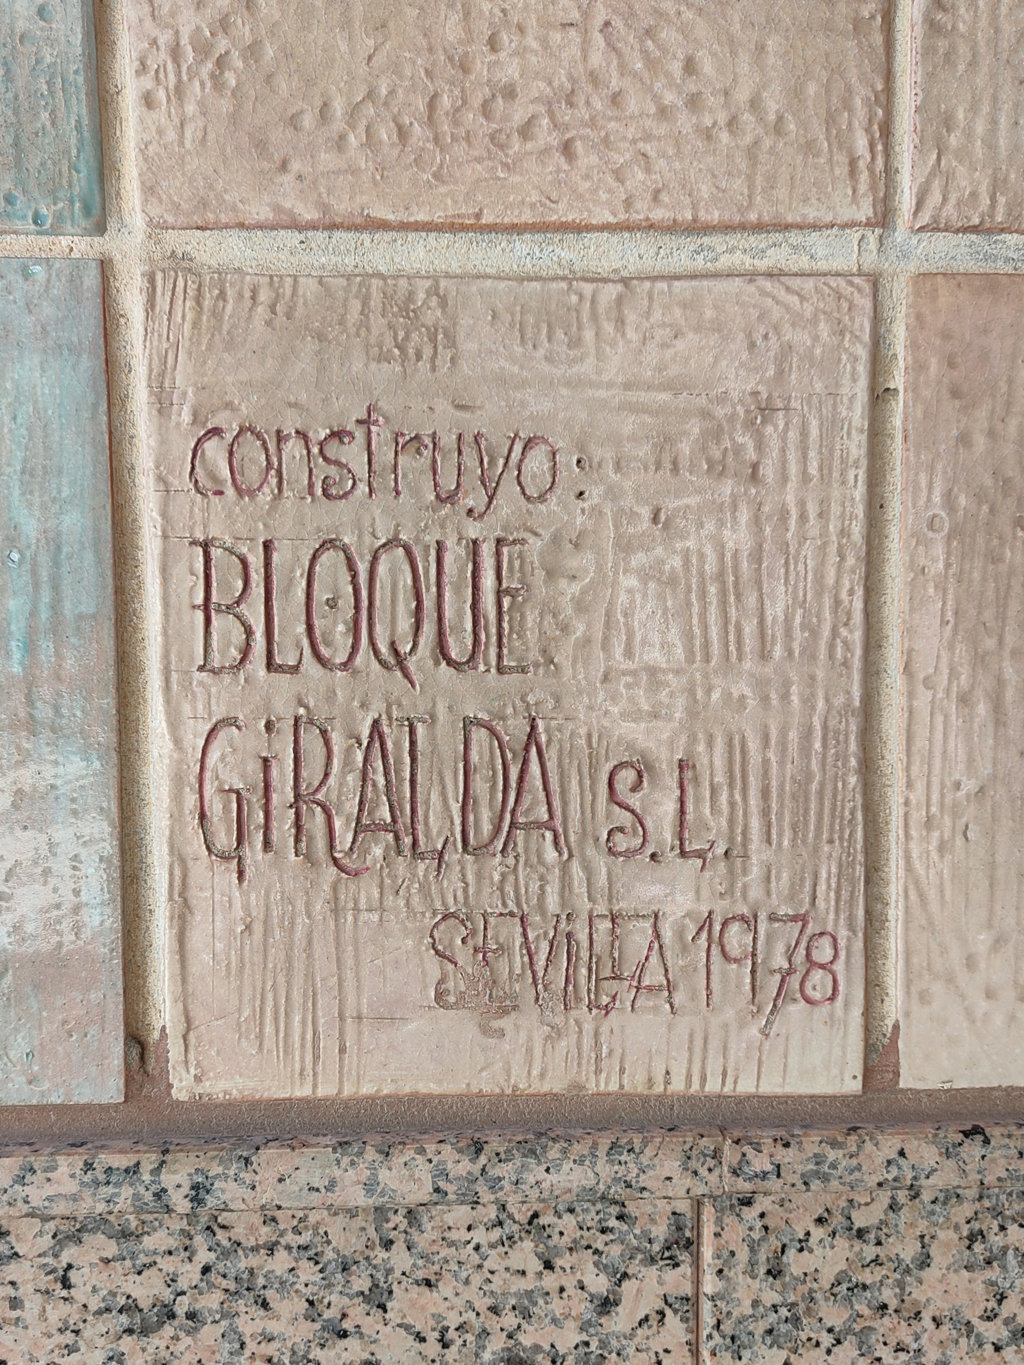 construyo:
BLOQUE
GiRALDA S.L.
SEViLLA 1978